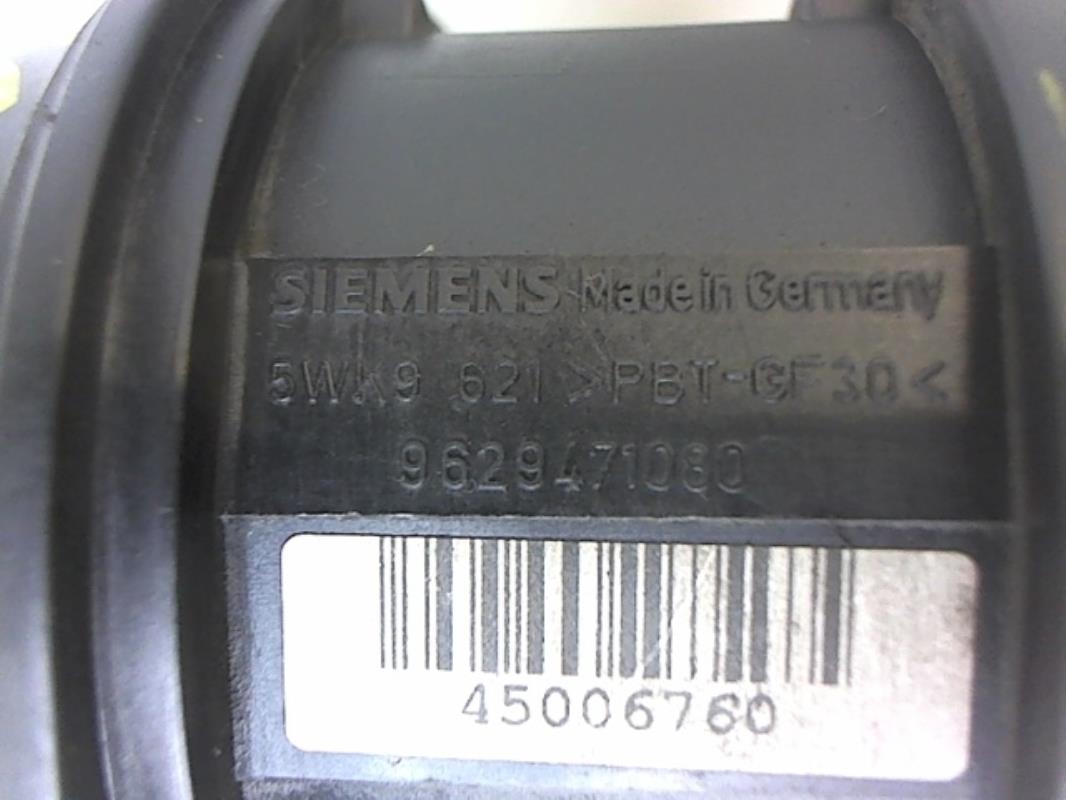 SIEMENS Made in Germany
5WK9 621 >PBT-GF30<
9629471080
45006760